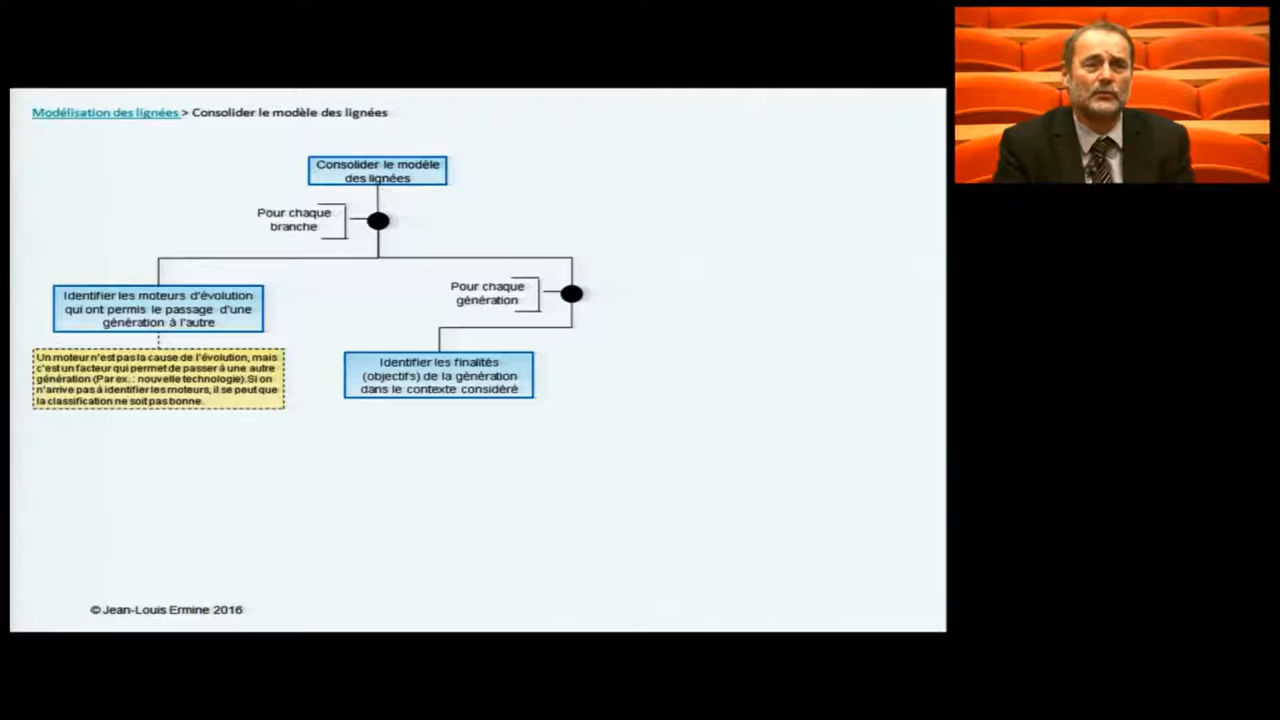 Modélisation des lignées > Consolider le modèle des lignées
Consolider le modèle
des lignées
Pour chaque
branche
Identifier les moteurs d'évolution
qui ont permis le passage d'une
génération à l'autre
Pour chaque
génération
Un moteur n'est pas la cause de l'évolution, mais
c'est un facteur qui permet de passer à une autre
génération (Par ex. : nouvelle technologie).Si on
n'arrive pas à identifier les moteurs, il se peut que
la classification ne soit pas bonne.
Identifier les finalités
(objectifs) de la génération
dans le contexte considéré
© Jean-Louis Ermine 2016